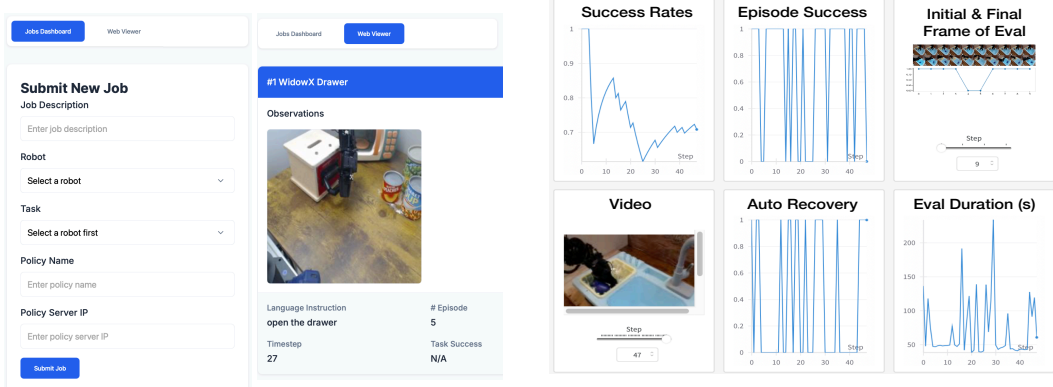 Jobs Dashboard
Web Viewer
Submit New Job
Job Description
Enter job description
Robot
Select a robot
Task
Select a robot first
Policy Name
Enter policy name
Policy Server IP
Enter policy server IP
Submit Job
Jobs Dashboard
Web Viewer
#1 WidowX Drawer
Observations
Language Instruction
# Episode
open the drawer
5
Timestep
Task Success
27
N/A
Success Rates
1
0.9
0.8
0.7
Step
0 10 20 30 40
Episode Success
1
0.8
0.6
0.4
0.2
0
Step
0 10 20 30 40
Initial & Final
Frame of Eval
Step
9
Video
Step
47
Auto Recovery
1
0.8
0.6
0.4
0.2
0
Step
0 10 20 30 40
Eval Duration (s)
200
150
100
50
Step
0 10 20 30 40